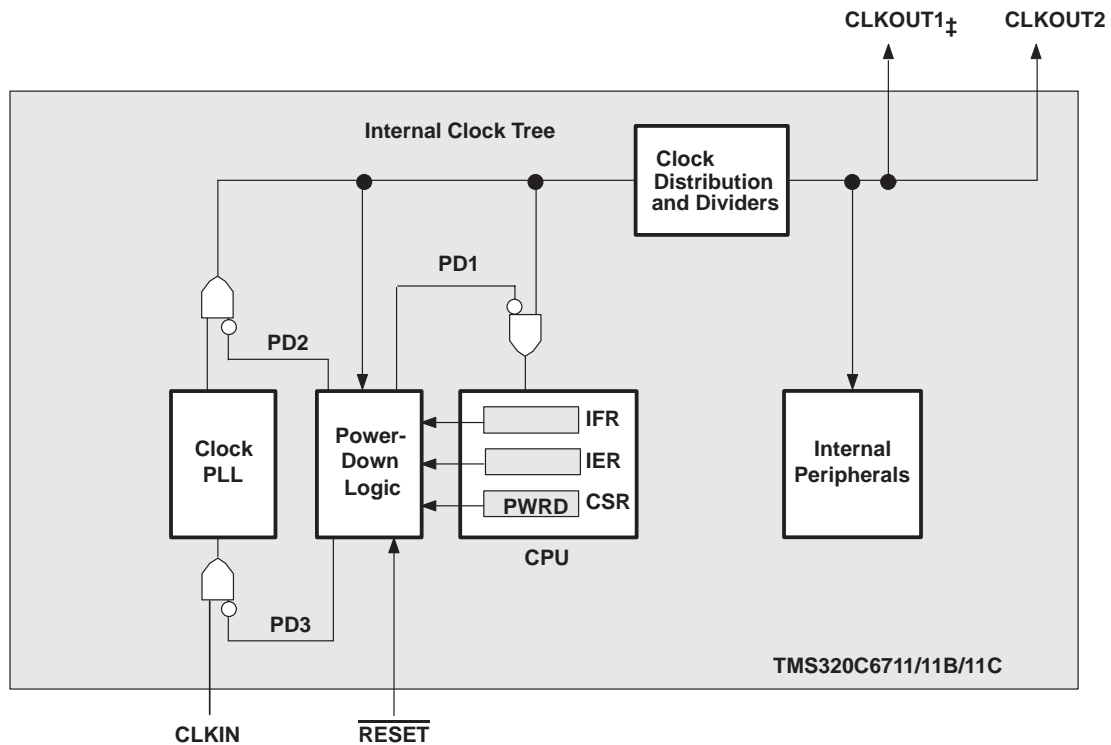 CLKOUT1‡
CLKOUT2
Internal Clock Tree
Clock
Distribution
and Dividers
PD1
PD2
Clock
PLL
Power-
Down
Logic
IFR
IER
PWRD
CSR
CPU
Internal
Peripherals
PD3
TMS320C6711/11B/11C
CLKIN
RESET